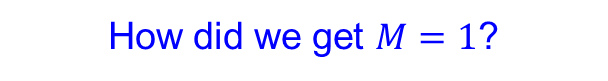 How did we get 𝑀 = 1?